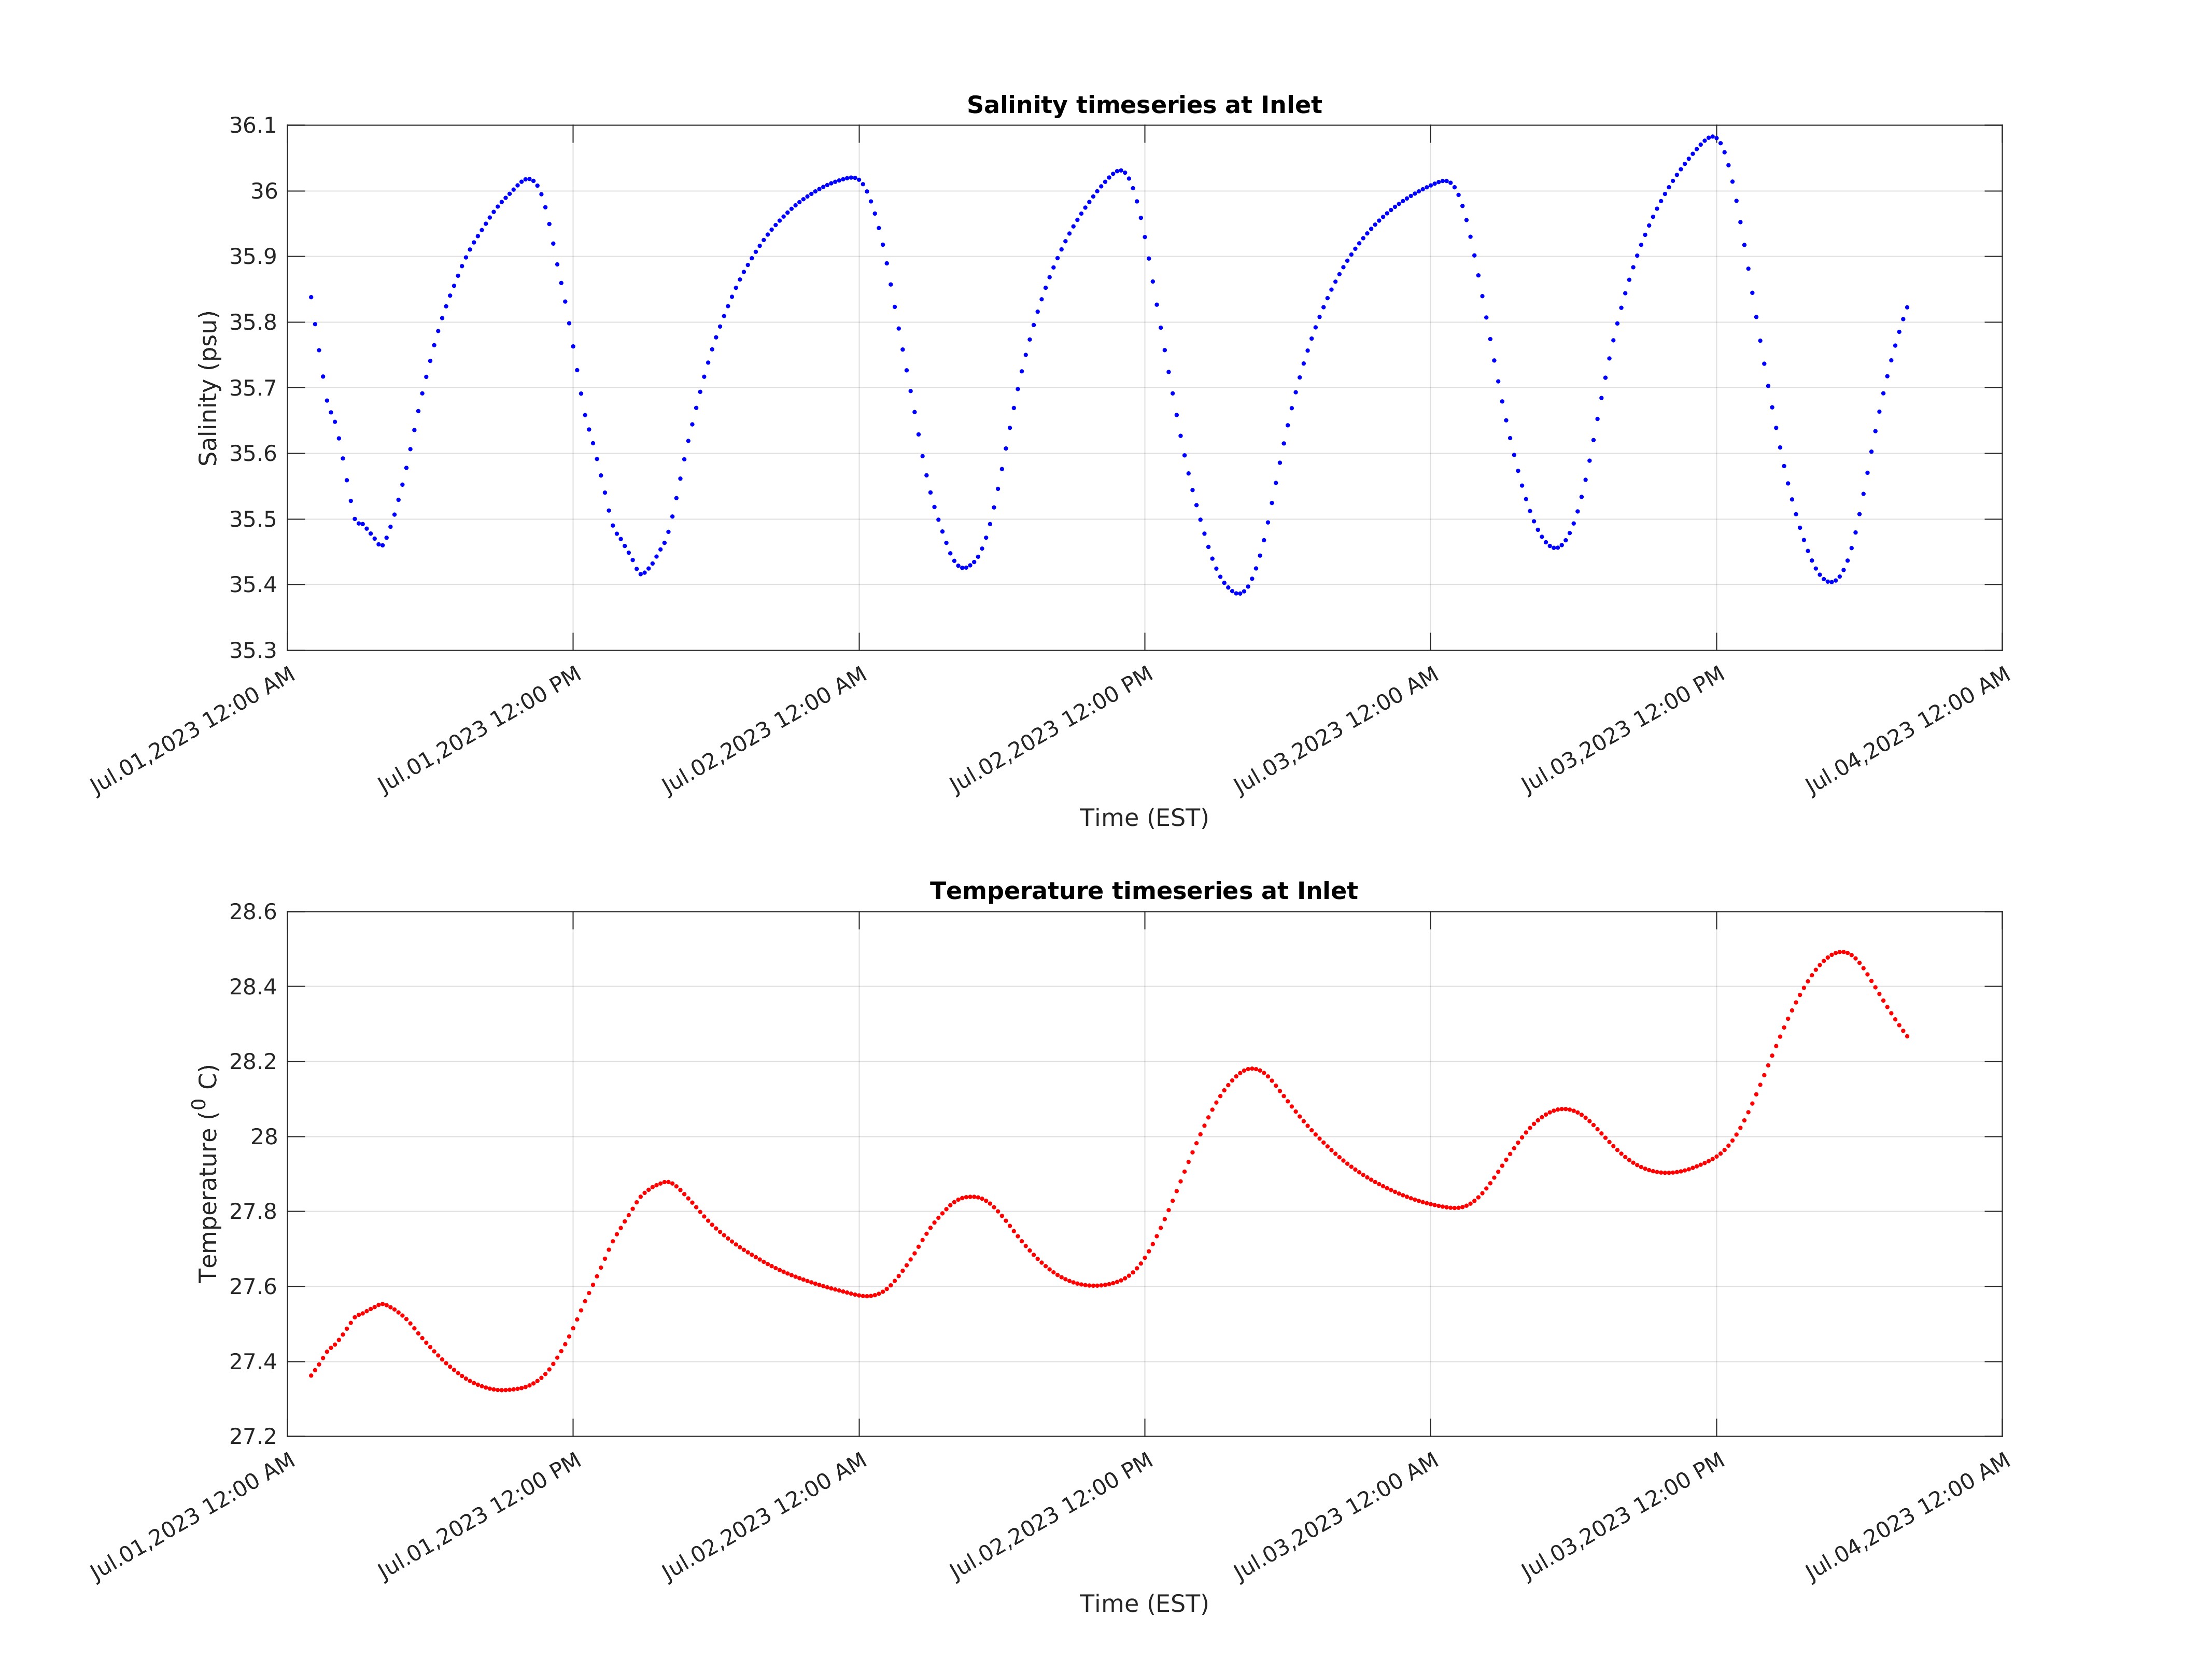 Salinity timeseries at Inlet
36.1
36
35.9
35.8
35.7
35.6
35.5
35.4
35.3
Salinity (psu)
Jul.01,2023 12:00 AM
Jul.01,2023 12:00 PM
Jul.02,2023 12:00 AM
Jul.02,2023 12:00 PM
Jul.03,2023 12:00 AM
Jul.03,2023 12:00 PM
Jul.04,2023 12:00 AM
Time (EST)
Temperature timeseries at Inlet
28.6
28.4
28.2
28
27.8
27.6
27.4
27.2
Temperature (⁰ C)
Jul.01,2023 12:00 AM
Jul.01,2023 12:00 PM
Jul.02,2023 12:00 AM
Jul.02,2023 12:00 PM
Jul.03,2023 12:00 AM
Jul.03,2023 12:00 PM
Jul.04,2023 12:00 AM
Time (EST)